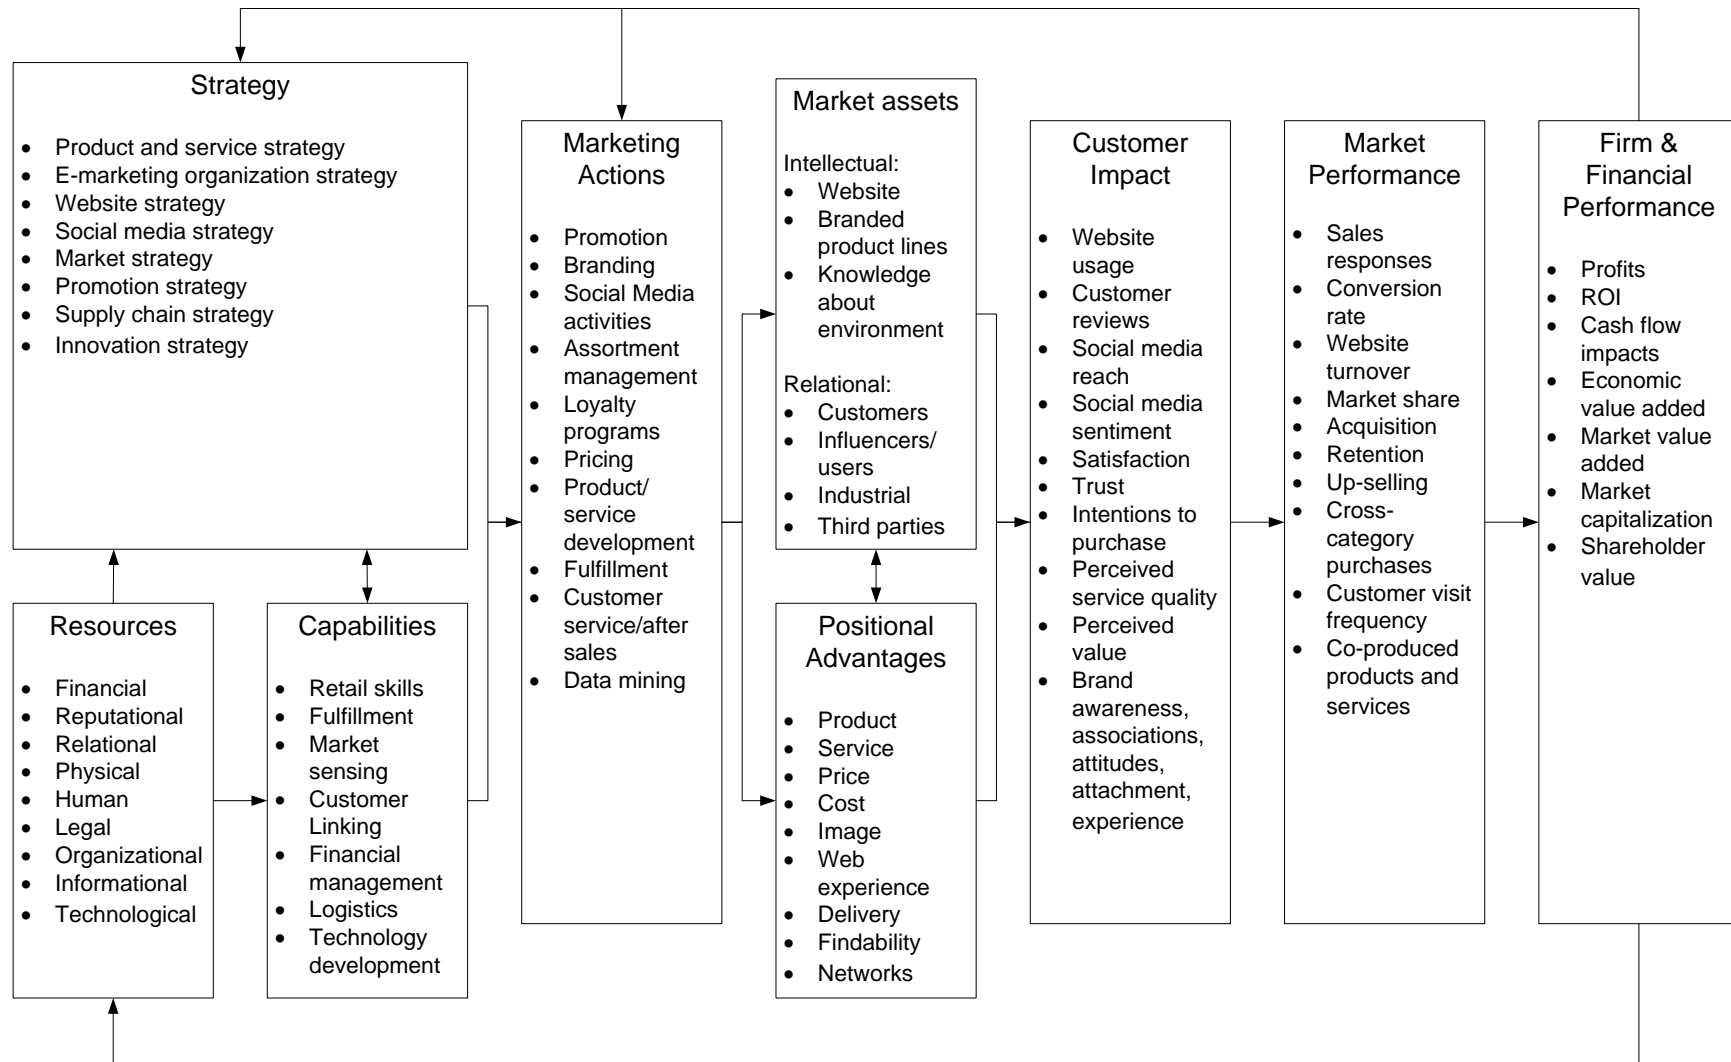 Strategy
• Product and service strategy
• E-marketing organization strategy
• Website strategy
• Social media strategy
• Market strategy
• Promotion strategy
• Supply chain strategy
• Innovation strategy
Resources
• Financial
• Reputational
• Relational
• Physical
• Human
• Legal
• Organizational
• Informational
• Technological
Capabilities
• Retail skills
• Fulfillment
• Market
sensing
• Customer
Linking
• Financial
management
• Logistics
• Technology
development
Marketing
Actions
• Promotion
• Branding
• Social Media
activities
• Assortment
management
• Loyalty
programs
• Pricing
• Product/
service
development
• Fulfillment
• Customer
service/after
sales
• Data mining
Market assets
Intellectual:
• Website
• Branded
product lines
• Knowledge
about
environment
Relational:
• Customers
• Influencers/
users
• Industrial
• Third parties
Positional
Advantages
• Product
• Service
• Price
• Cost
• Image
• Web
experience
• Delivery
• Findability
• Networks
Customer
Impact
• Website
usage
• Customer
reviews
• Social media
reach
• Social media
sentiment
• Satisfaction
• Trust
• Intentions to
purchase
• Perceived
service quality
• Perceived
value
• Brand
awareness,
associations,
attitudes,
attachment,
experience
Market
Performance
• Sales
responses
• Conversion
rate
• Website
turnover
• Market share
• Acquisition
• Retention
• Up-selling
• Cross-
category
purchases
• Customer visit
frequency
• Co-produced
products and
services
Firm &
Financial
Performance
• Profits
• ROI
• Cash flow
impacts
• Economic
value added
• Market value
added
• Market
capitalization
• Shareholder
value